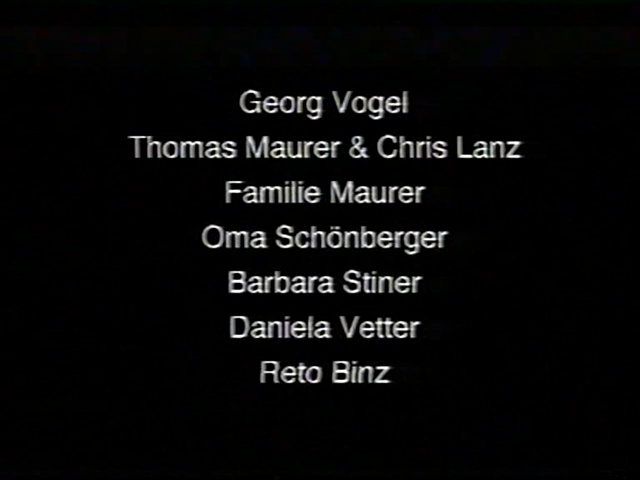 Georg Vogel
Thomas Maurer & Chris Lanz
Familie Maurer
Oma Schönberger
Barbara Stiner
Daniela Vetter
Reto Binz